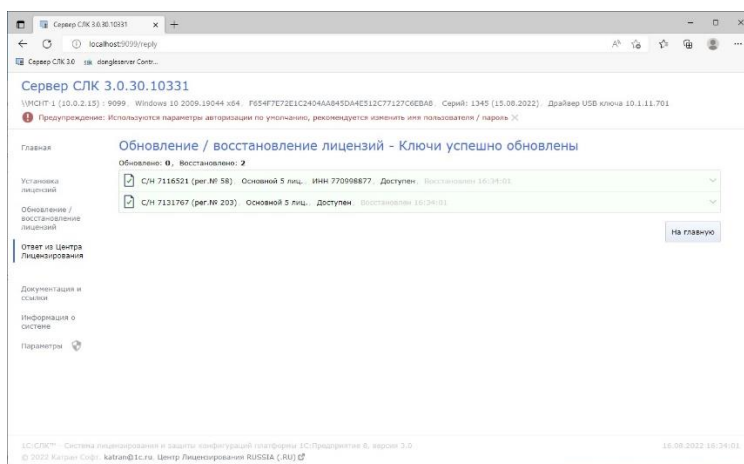 Сервер СЛК 3.0.30.10331
localhost:9099/reply
Сервер СЛК 3.0 dongleserver Contr...
Сервер СЛК 3.0.30.10331
\\МСНТ-1 (10.0.2.15) : 9099, Windows 10 2009.19044 x64, F654F7E72E1C2404AA845DA4E512C77127C6EBA8, Серий: 1345 (15.06.2022), Драйвер USB ключа 10.1.11.701
Предупреждение: Используются параметры авторизации по умолчанию, рекомендуется изменить имя пользователя / пароль
Главная
Обновление / восстановление лицензий - Ключи успешно обновлены
Обновлено: 0, Восстановлено: 2
Установка
лицензий
С/Н 7116521 (рег.№ 58) Основной 5 лиц., ИНН 770998877, Доступен, Восстановлен 16:34:01
С/Н 7131767 (рег.№ 203) Основной 5 лиц., Доступен, Восстановлен 16:34:01
На главную
Обновление /
восстановление
лицензий
Ответ из Центра
Лицензирования
Документация и
ссылки
Информация о
системе
Параметры
1С:СЛК™ - Система лицензирования и защиты конфигураций платформы 1С:Предприятие 8, версия 3.0
16.06.2022 16:34:01
© 2022 Катран Софт, katran@1c.ru, Центр Лицензирования RUSSIA (.RU)